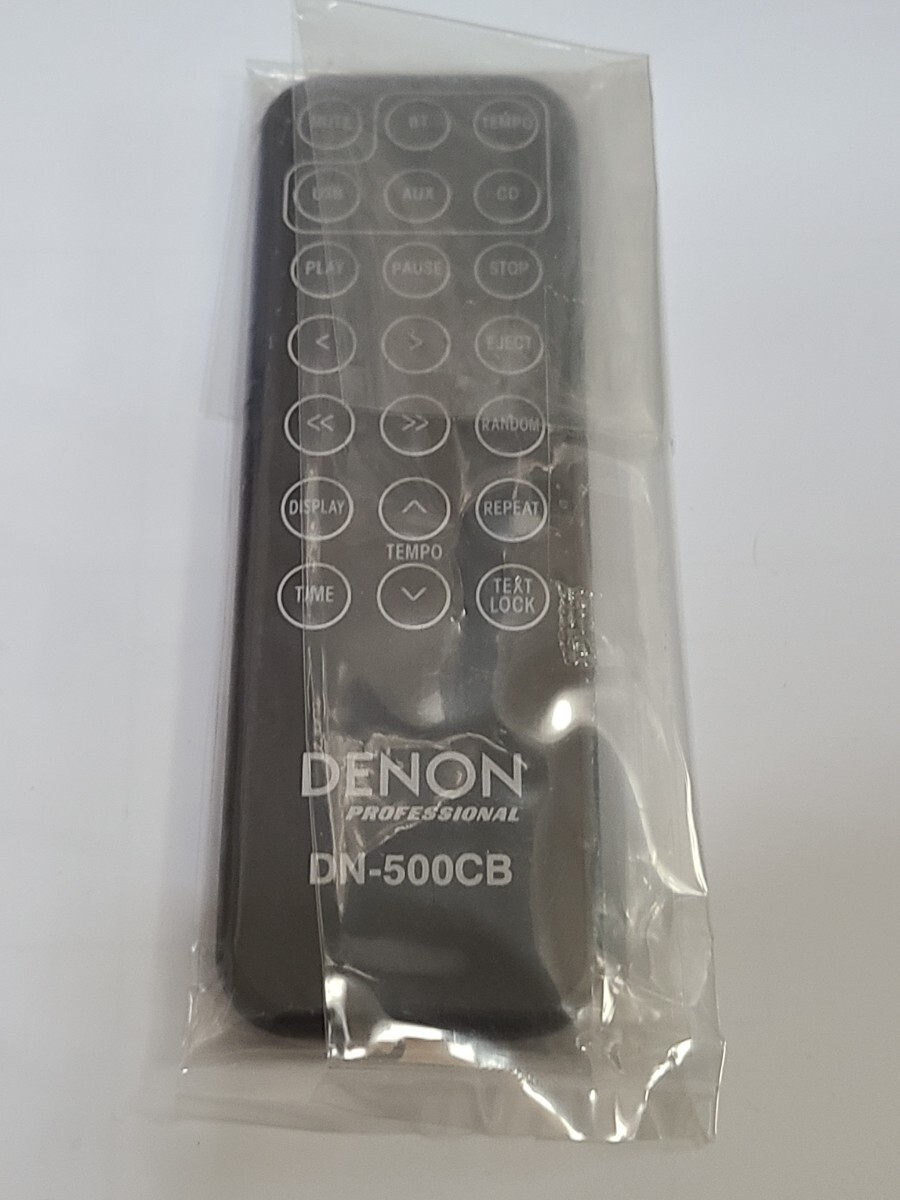 MUTE BT TEMPO
USB AUX CD
PLAY PAUSE STOP
< > EJECT
<< >> RANDOM
DISPLAY REPEAT
TEMPO
TIME TEXT LOCK
DENON
PROFESSIONAL
DN-500CB